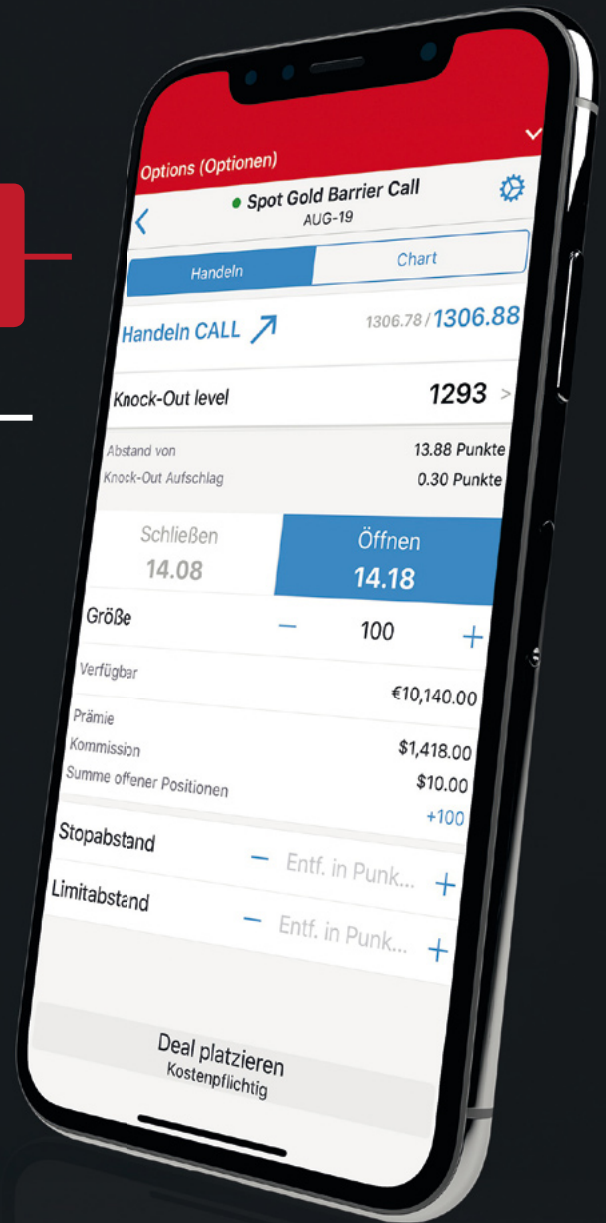 Options (Optionen)
Spot Gold Barrier Call
AUG-19
Handeln Chart
Handeln CALL 1306.78 / 1306.88
Knock-Out level 1293 >
Abstand von 13.88 Punkte
Knock-Out Aufschlag 0.30 Punkte
Schließen Öffnen
14.08 14.18
Größe − 100 +
Verfügbar €10,140.00
Prämie $1,418.00
Kommission $10.00
Summe offener Positionen +100
Stopabstand − Entf. in Punk... +
Limitabstand − Entf. in Punk... +
Deal platzieren
Kostenpflichtig